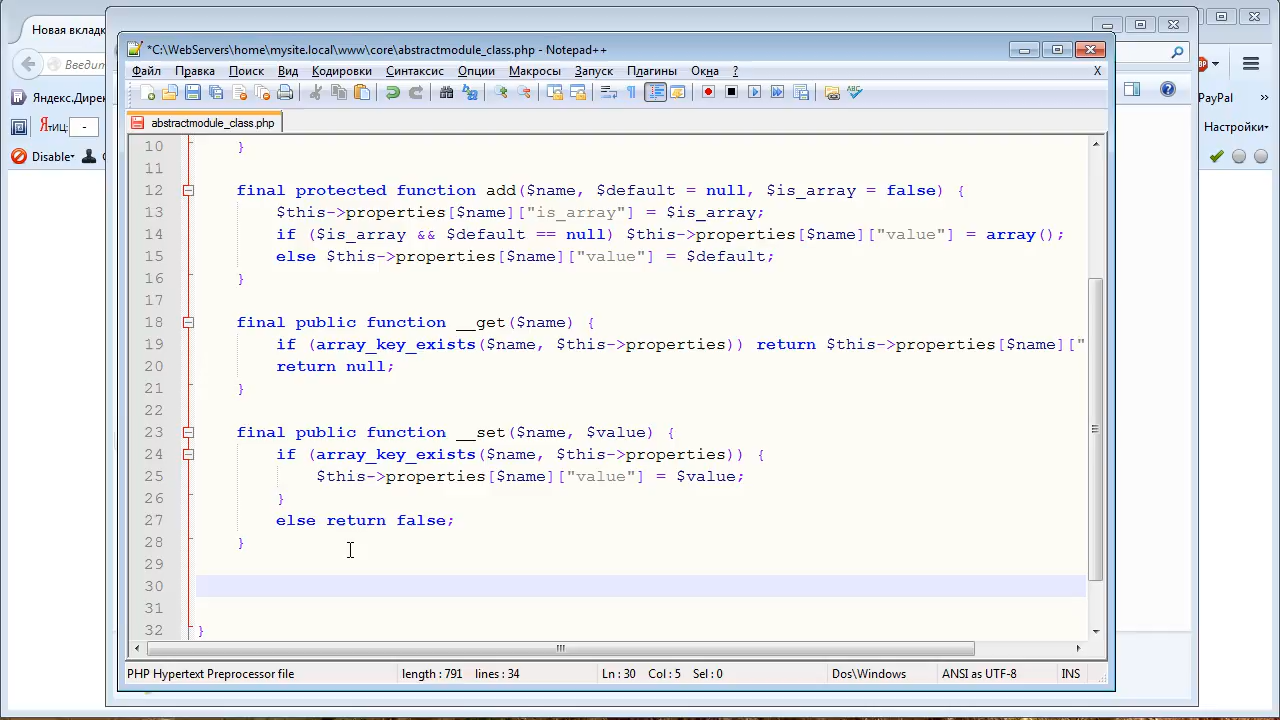 Новая вкладк
*C:\WebServers\home\mysite.local\www\core\abstractmodule_class.php - Notepad++
Введит
Файл Правка Поиск Вид Кодировки Синтаксис Опции Макросы Запуск Плагины Окна ? X
Яндекс.Дирек
PayPal
abstractmodule_class.php
Ятиц: -
Настройки
Disable
10 }
11
12 final protected function add($name, $default = null, $is_array = false) {
13 $this->properties[$name]["is_array"] = $is_array;
14 if ($is_array && $default == null) $this->properties[$name]["value"] = array();
15 else $this->properties[$name]["value"] = $default;
16 }
17
18 final public function __get($name) {
19 if (array_key_exists($name, $this->properties)) return $this->properties[$name]["
20 return null;
21 }
22
23 final public function __set($name, $value) {
24 if (array_key_exists($name, $this->properties)) {
25 $this->properties[$name]["value"] = $value;
26 }
27 else return false;
28 }
29
30
31
32 }
PHP Hypertext Preprocessor file length : 791 lines : 34 Ln : 30 Col : 5 Sel : 0 Dos\Windows ANSI as UTF-8 INS